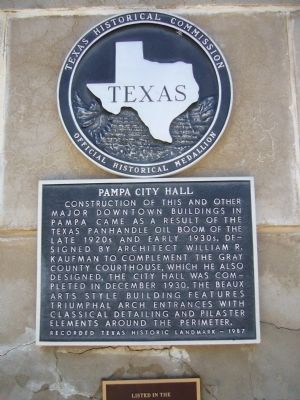 TEXAS HISTORICAL COMMISSION
TEXAS
OFFICIAL HISTORICAL MEDALLION
PAMPA CITY HALL
CONSTRUCTION OF THIS AND OTHER
MAJOR DOWNTOWN BUILDINGS IN
PAMPA CAME AS A RESULT OF THE
TEXAS PANHANDLE OIL BOOM OF THE
LATE 1920s AND EARLY 1930s. DE-
SIGNED BY ARCHITECT WILLIAM R.
KAUFMAN TO COMPLEMENT THE GRAY
COUNTY COURTHOUSE, WHICH HE ALSO
DESIGNED, THE CITY HALL WAS COM-
PLETED IN DECEMBER 1930. THE BEAUX
ARTS STYLE BUILDING FEATURES
TRIUMPHAL ARCH ENTRANCES WITH
CLASSICAL DETAILING AND PILASTER
ELEMENTS AROUND THE PERIMETER.
RECORDED TEXAS HISTORIC LANDMARK - 1987
LISTED IN THE